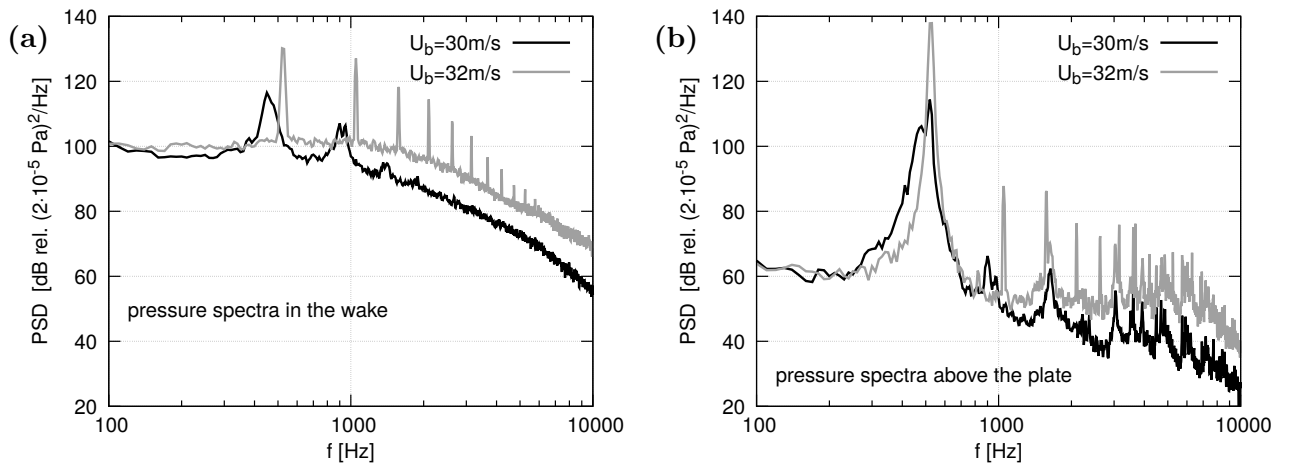 (a)
PSD [dB rel. (2·10⁻⁵ Pa)²/Hz]
140
120
100
80
60
40
20
U_b=30m/s
U_b=32m/s
pressure spectra in the wake
100
1000
10000
f [Hz]
(b)
PSD [dB rel. (2·10⁻⁵ Pa)²/Hz]
140
120
100
80
60
40
20
U_b=30m/s
U_b=32m/s
pressure spectra above the plate
100
1000
10000
f [Hz]